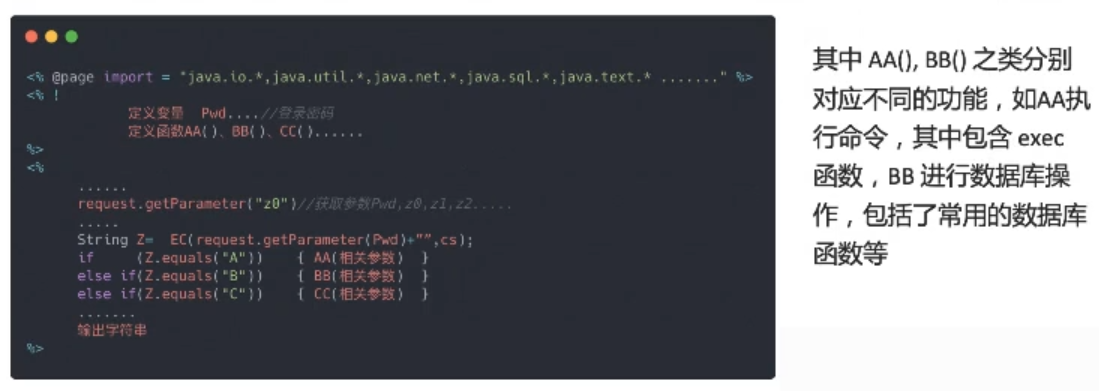 <% @page import = "java.io.*,java.util.*,java.net.*,java.sql.*,java.text.* ......." %>
<% !
定义变量 Pwd....//登录密码
定义函数AA()、BB()、CC()......
%>
<%
......
request.getParameter("z0")//获取参数Pwd,z0,z1,z2.....
.....
String Z= EC(request.getParameter(Pwd)+"",cs);
if (Z.equals("A")) { AA(相关参数) }
else if(Z.equals("B")) { BB(相关参数) }
else if(Z.equals("C")) { CC(相关参数) }
.......
输出字符串
%>
其中 AA(), BB() 之类分别
对应不同的功能，如AA执
行命令，其中包含 exec
函数，BB 进行数据库操
作，包括了常用的数据库
函数等